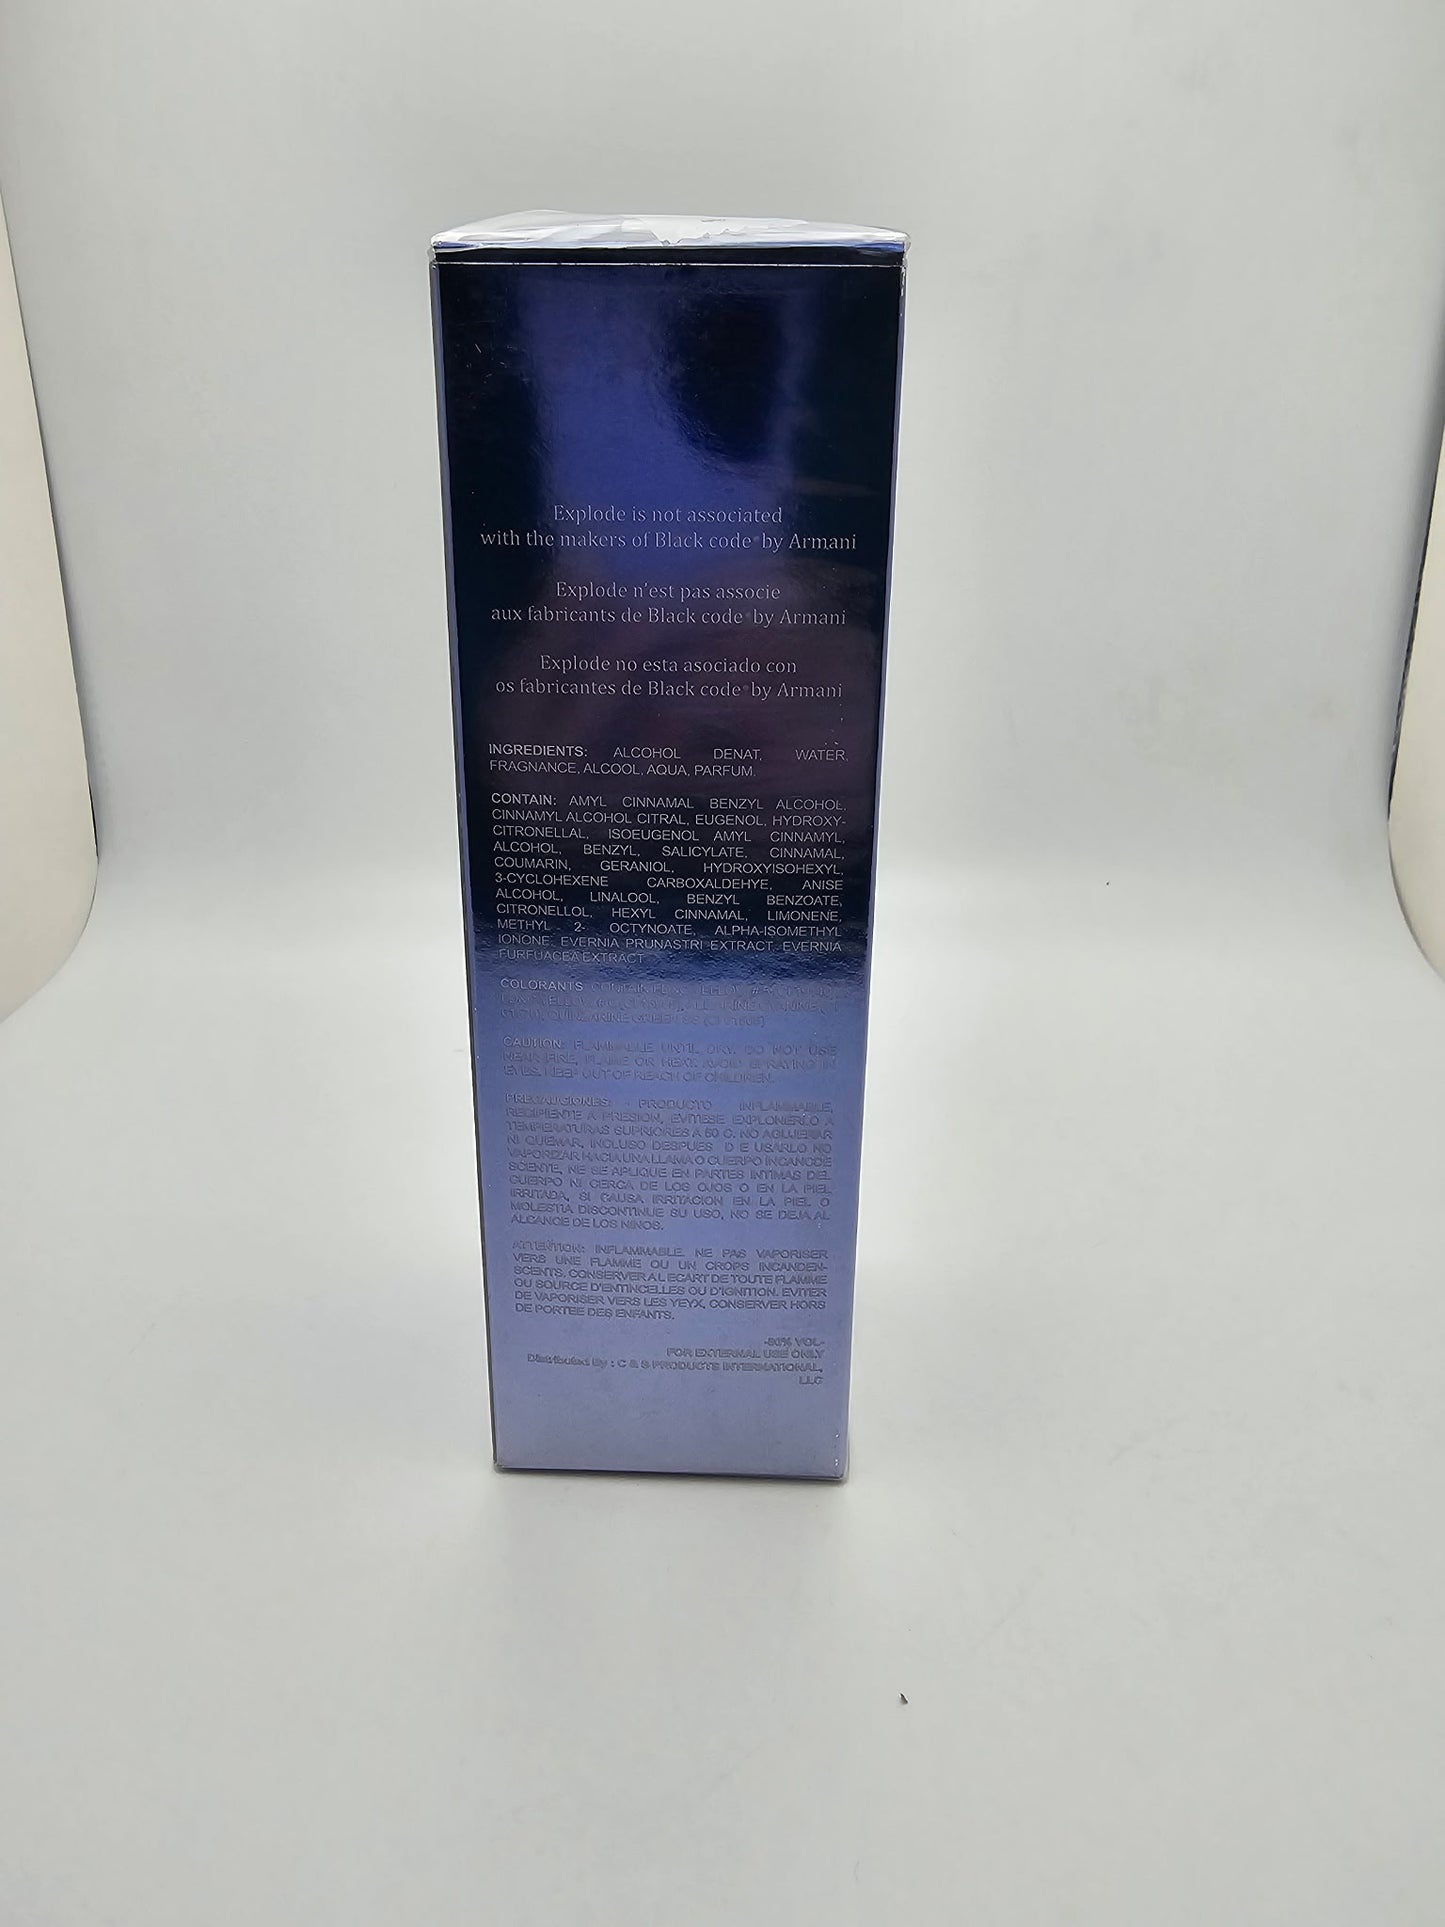 Explode is not associated
with the makers of Black code® by Armani
Explode n'est pas associe
aux fabricants de Black code® by Armani
Explode no esta asociado con
os fabricantes de Black code® by Armani
INGREDIENTS: ALCOHOL DENAT, WATER,
FRAGNANCE, ALCOOL, AQUA, PARFUM.
CONTAIN: AMYL CINNAMAL BENZYL ALCOHOL,
CINNAMYL ALCOHOL CITRAL, EUGENOL, HYDROXY-
CITRONELLAL, ISOEUGENOL AMYL CINNAMYL,
ALCOHOL, BENZYL, SALICYLATE, CINNAMAL,
COUMARIN, GERANIOL, HYDROXYISOHEXYL,
3-CYCLOHEXENE CARBOXALDEHYE, ANISE
ALCOHOL, LINALOOL, BENZYL BENZOATE,
CITRONELLOL, HEXYL CINNAMAL, LIMONENE,
METHYL 2- OCTYNOATE, ALPHA-ISOMETHYL
IONONE, EVERNIA PRUNASTRI EXTRACT, EVERNIA
FURFUACEA EXTRACT
COLORANTS
CAUTION: FLAMMABLE UNTIL DRY. DO NOT USE
NEAR FIRE, FLAME OR HEAT. AVOID SPRAYING IN
EYES. KEEP OUT OF REACH OF CHILDREN.
PRECAUCIONES: PRODUCTO INFLAMMABLE,
RECIPIENTE A PRESION, EVITESE EXPLONERLO A
TEMPERATURAS SUPRIORES A 50 C. NO AGUJERAR
NI QUEMAR, INCLUSO DESPUES D E USARLO NO
VAPORIZAR HACIA UNA LLAMA O CUERPO INCANDE
SCENTE, NE SE APLIQUE EN PARTES INTIMAS DEL
CUERPO NI CERCA DE LOS OJOS O EN LA PIEL
IRRITADA, SI CAUSA IRRITACION EN LA PIEL O
MOLESTIA DISCONTINUE SU USO, NO SE DEJA AL
ALCANCE DE LOS NINOS.
ATTENTION: INFLAMMABLE. NE PAS VAPORISER
VERS UNE FLAMME OU UN CROPS INCANDEN-
SCENTS. CONSERVER A L ECART DE TOUTE FLAMME
OU SOURCE D'ENTINCELLES OU D'IGNITION. EVITER
DE VAPORISER VERS LES YEYX, CONSERVER HORS
DE PORTEE DES ENFANTS.
-80% VOL-
FOR EXTERNAL USE ONLY
Distributed By : C & S PRODUCTS INTERNATIONAL,
LLC